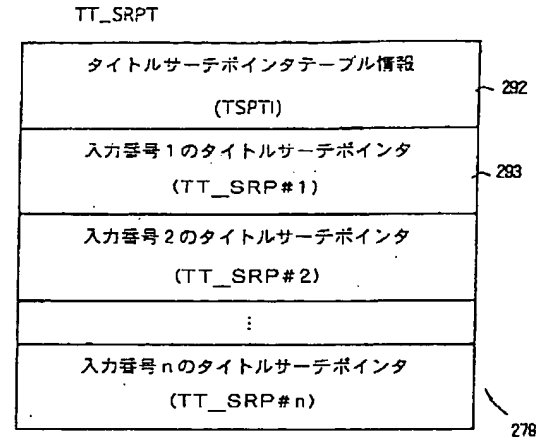 TT_SRPT
タイトルサーチポインタテーブル情報
(TSPTI)
292
入力番号1のタイトルサーチポインタ
(TT_SRP#1)
293
入力番号2のタイトルサーチポインタ
(TT_SRP#2)
⋮
入力番号nのタイトルサーチポインタ
(TT_SRP#n)
279